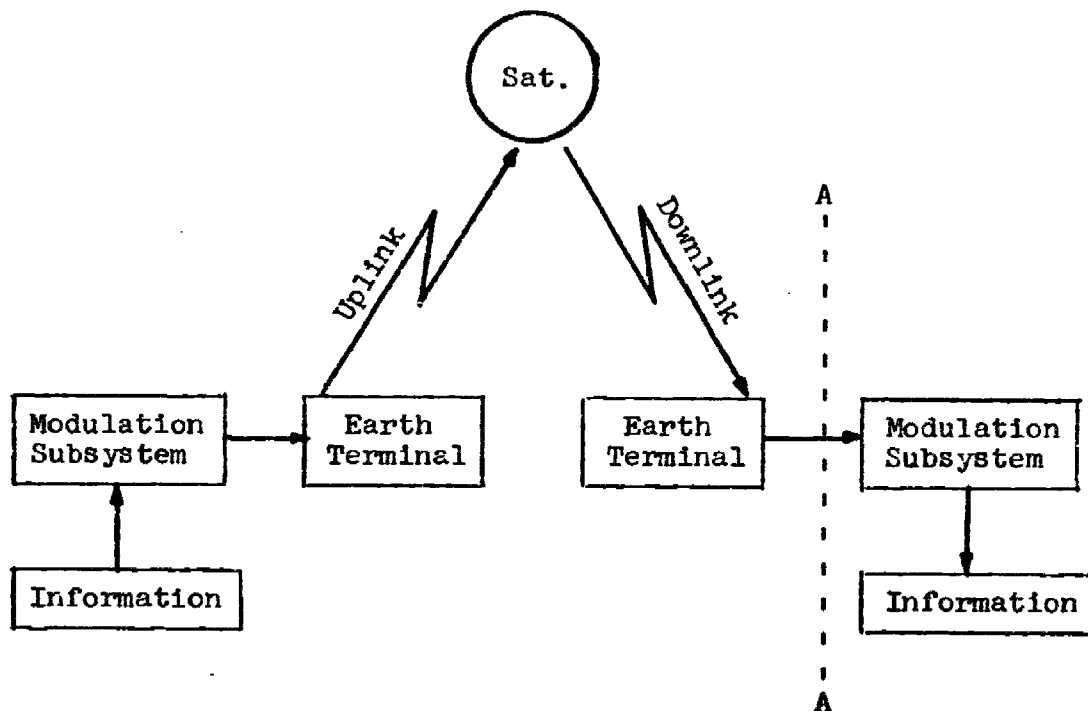 Sat.
Uplink
Downlink
A
Modulation
Subsystem
Earth
Terminal
Earth
Terminal
Modulation
Subsystem
Information
Information
A